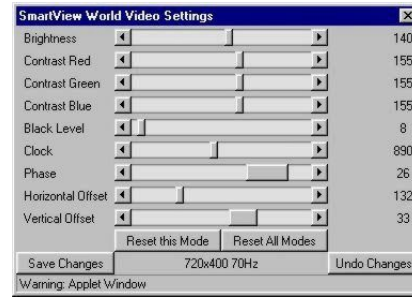 SmartView World Video Settings
Brightness 140
Contrast Red 155
Contrast Green 155
Contrast Blue 155
Black Level 8
Clock 890
Phase 26
Horizontal Offset 132
Vertical Offset 33
Reset this Mode Reset All Modes
Save Changes 720x400 70Hz Undo Changes
Warning: Applet Window